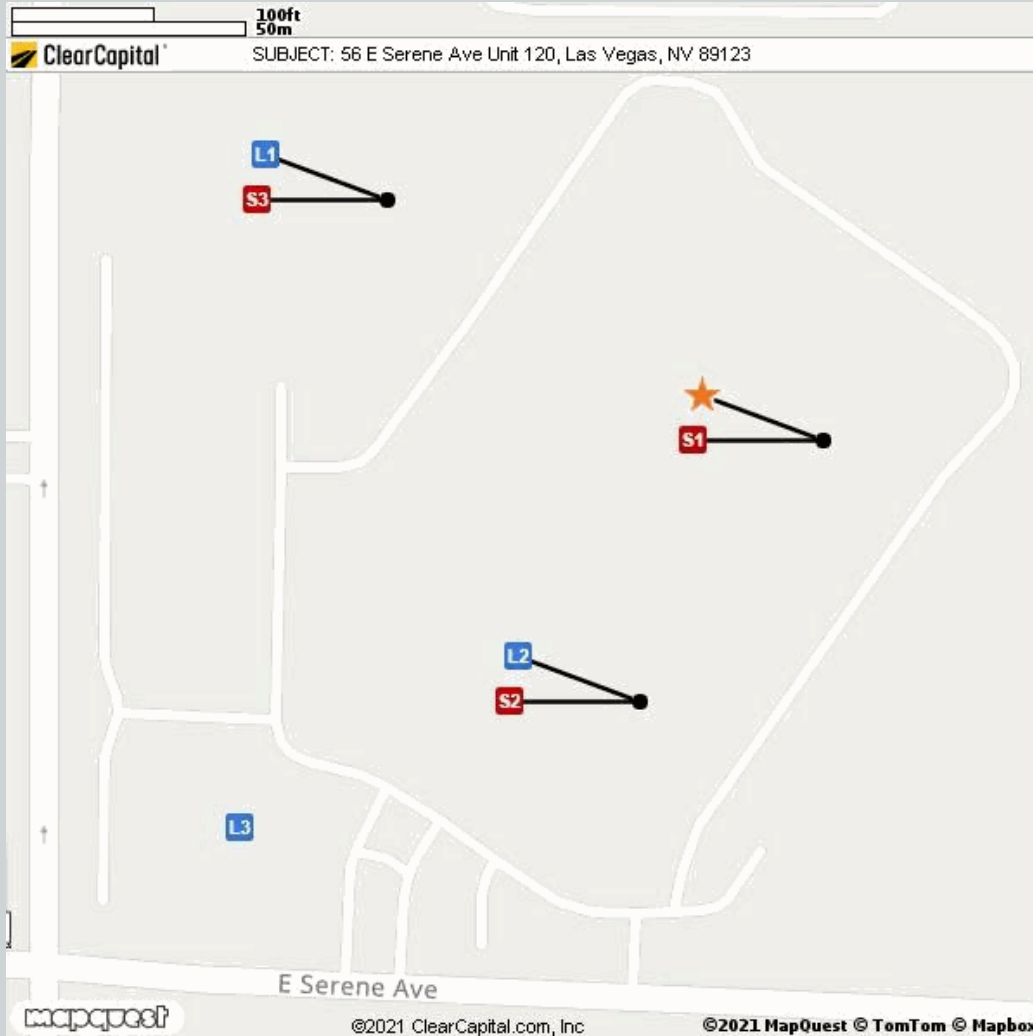 100ft
50m
ClearCapital SUBJECT: 56 E Serene Ave Unit 120, Las Vegas, NV 89123
L1
S3
S1
L2
S2
L3
E Serene Ave
mapquest ©2021 ClearCapital.com, Inc ©2021 MapQuest © TomTom © Mapbox